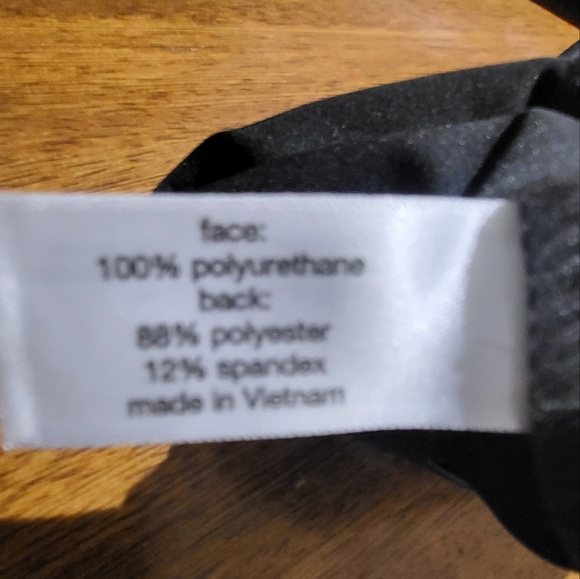 face:
100% polyurethane
back:
88% polyester
12% spandex
made in Vietnam